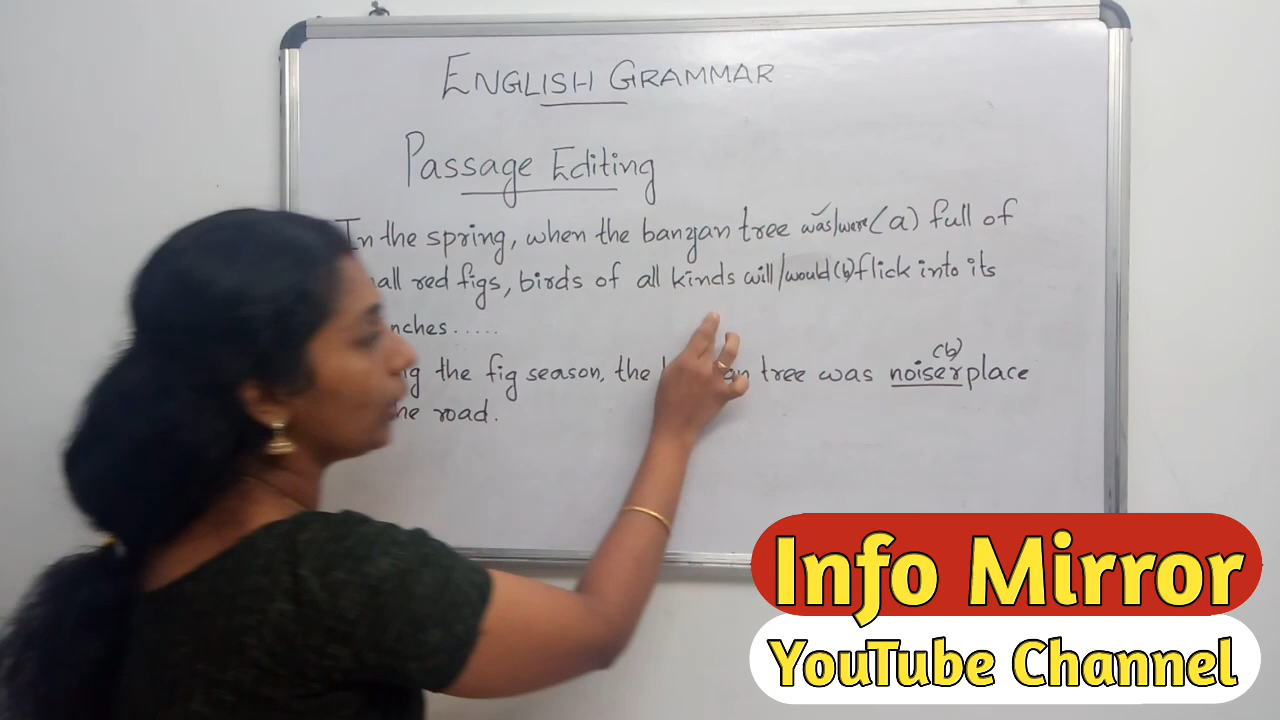 ENGLISH GRAMMAR
Passage Editing
In the spring, when the banyan tree was/were (a) full of
all red figs, birds of all kinds will/would (b) flick into its
nches.....
g the fig season, the an tree was noiser (b) place
he road.
Info Mirror
YouTube Channel